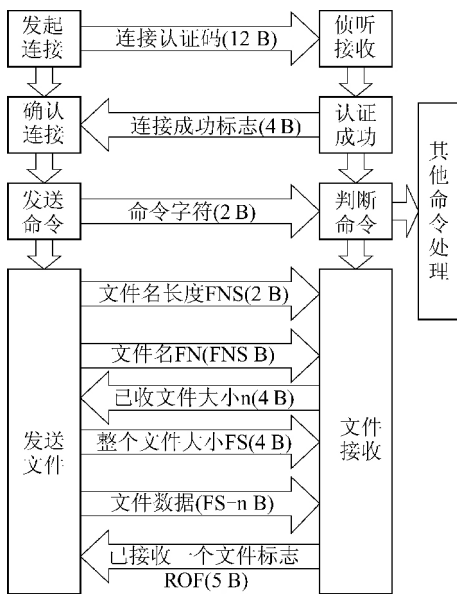 发起
连接
连接认证码(12 B)
侦听
接收
确认
连接
连接成功标志(4 B)
认证
成功
发送
命令
命令字符(2 B)
判断
命令
其他命令处理
文件名长度FNS(2 B)
文件名FN(FNS B)
已收文件大小n(4 B)
整个文件大小FS(4 B)
文件数据(FS-n B)
已接收一个文件标志
ROF(5 B)
发送
文件
文件
接收